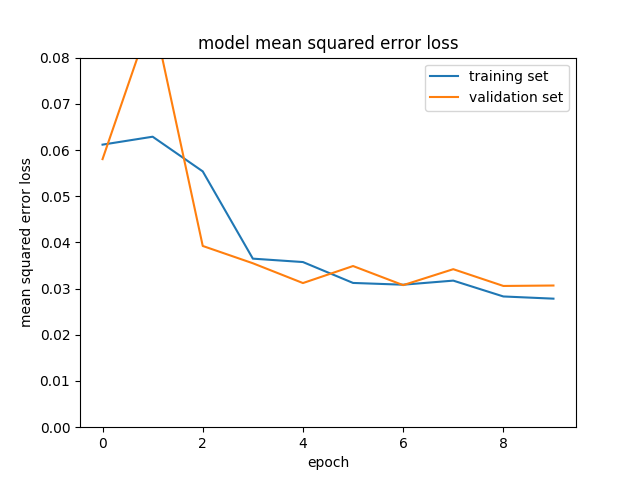 model mean squared error loss
training set
validation set
0.08
0.07
0.06
0.05
0.04
0.03
0.02
0.01
0.00
mean squared error loss
0 2 4 6 8
epoch